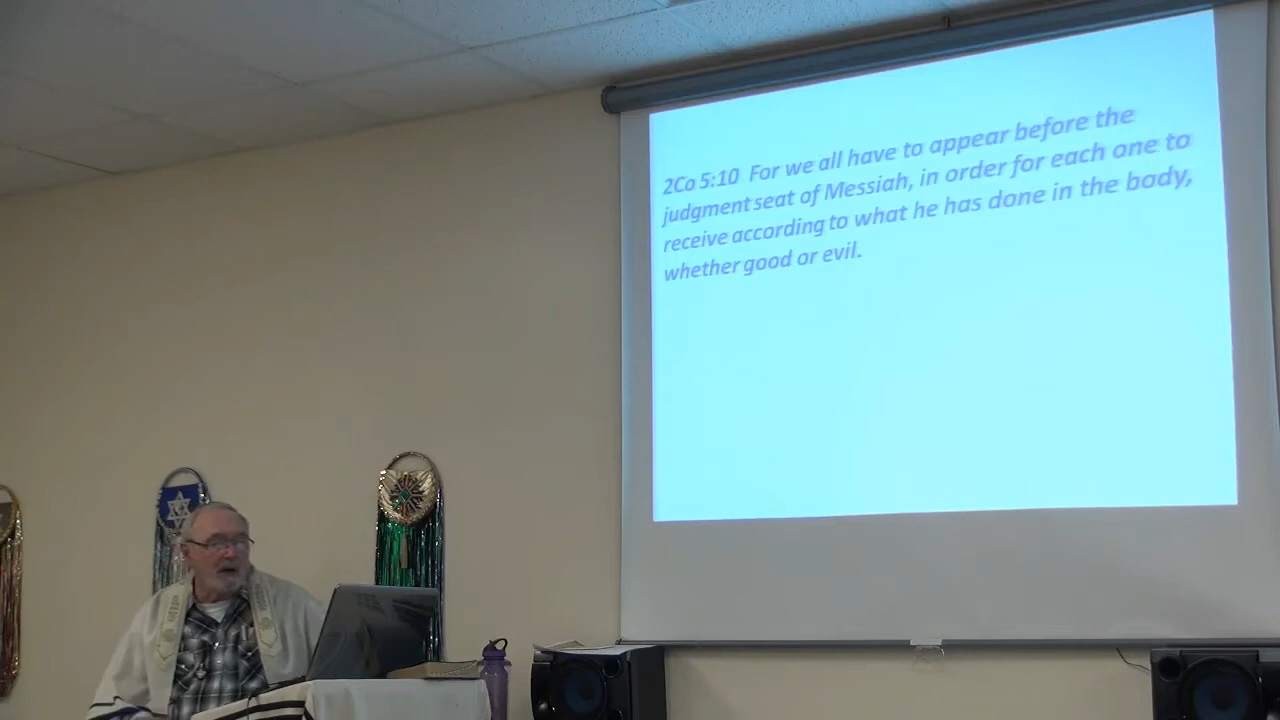 2Co 5:10 For we all have to appear before the
judgment seat of Messiah, in order for each one to
receive according to what he has done in the body,
whether good or evil.